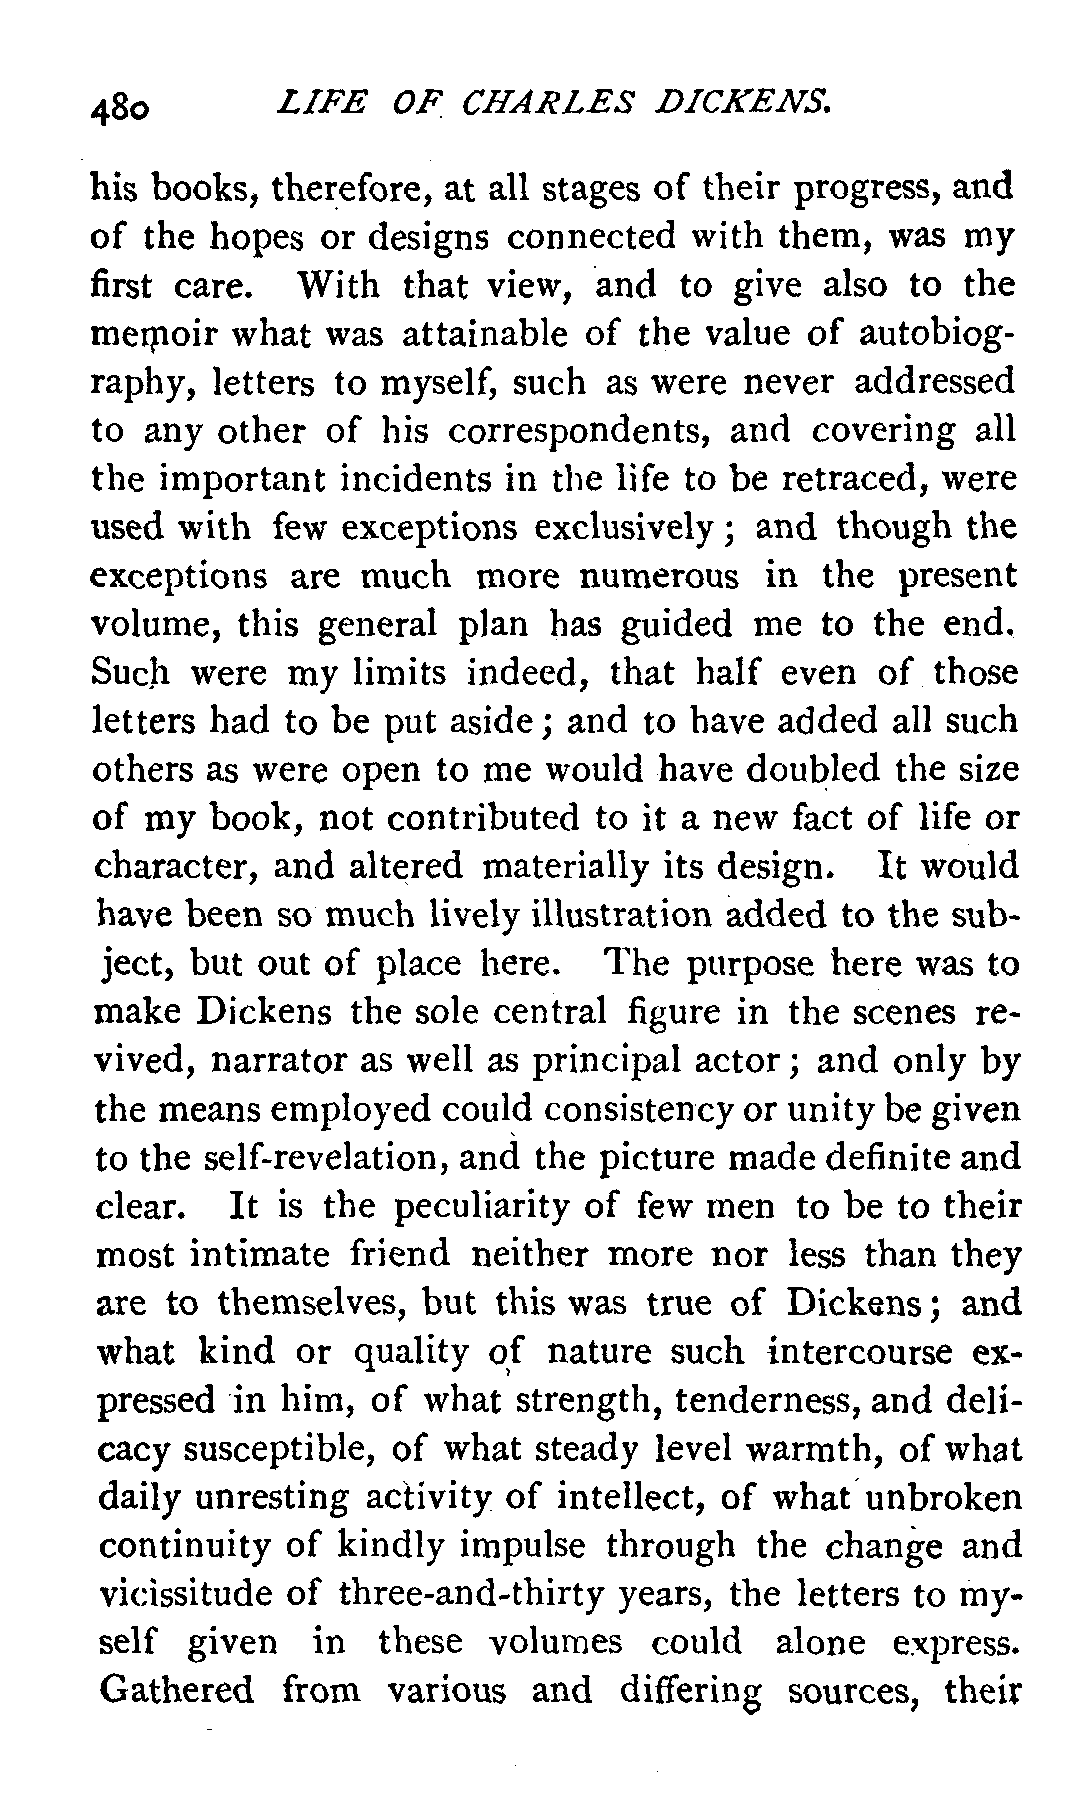 480 LIFE OF CHARLES DICKENS.
his books, therefore, at all stages of their progress, and
of the hopes or designs connected with them, was my
first care. With that view, and to give also to the
memoir what was attainable of the value of autobiog-
raphy, letters to myself, such as were never addressed
to any other of his correspondents, and covering all
the important incidents in the life to be retraced, were
used with few exceptions exclusively; and though the
exceptions are much more numerous in the present
volume, this general plan has guided me to the end.
Such were my limits indeed, that half even of those
letters had to be put aside; and to have added all such
others as were open to me would have doubled the size
of my book, not contributed to it a new fact of life or
character, and altered materially its design. It would
have been so much lively illustration added to the sub-
ject, but out of place here. The purpose here was to
make Dickens the sole central figure in the scenes re-
vived, narrator as well as principal actor; and only by
the means employed could consistency or unity be given
to the self-revelation, and the picture made definite and
clear. It is the peculiarity of few men to be to their
most intimate friend neither more nor less than they
are to themselves, but this was true of Dickens; and
what kind or quality of nature such intercourse ex-
pressed in him, of what strength, tenderness, and deli-
cacy susceptible, of what steady level warmth, of what
daily unresting activity of intellect, of what unbroken
continuity of kindly impulse through the change and
vicissitude of three-and-thirty years, the letters to my-
self given in these volumes could alone express.
Gathered from various and differing sources, their